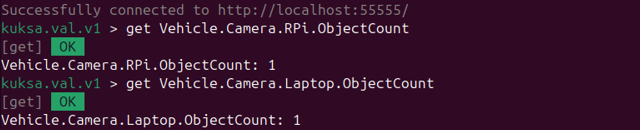 Successfully connected to http://localhost:55555/
kuksa.val.v1 > get Vehicle.Camera.RPi.ObjectCount
[get] OK
Vehicle.Camera.RPi.ObjectCount: 1
kuksa.val.v1 > get Vehicle.Camera.Laptop.ObjectCount
[get] OK
Vehicle.Camera.Laptop.ObjectCount: 1